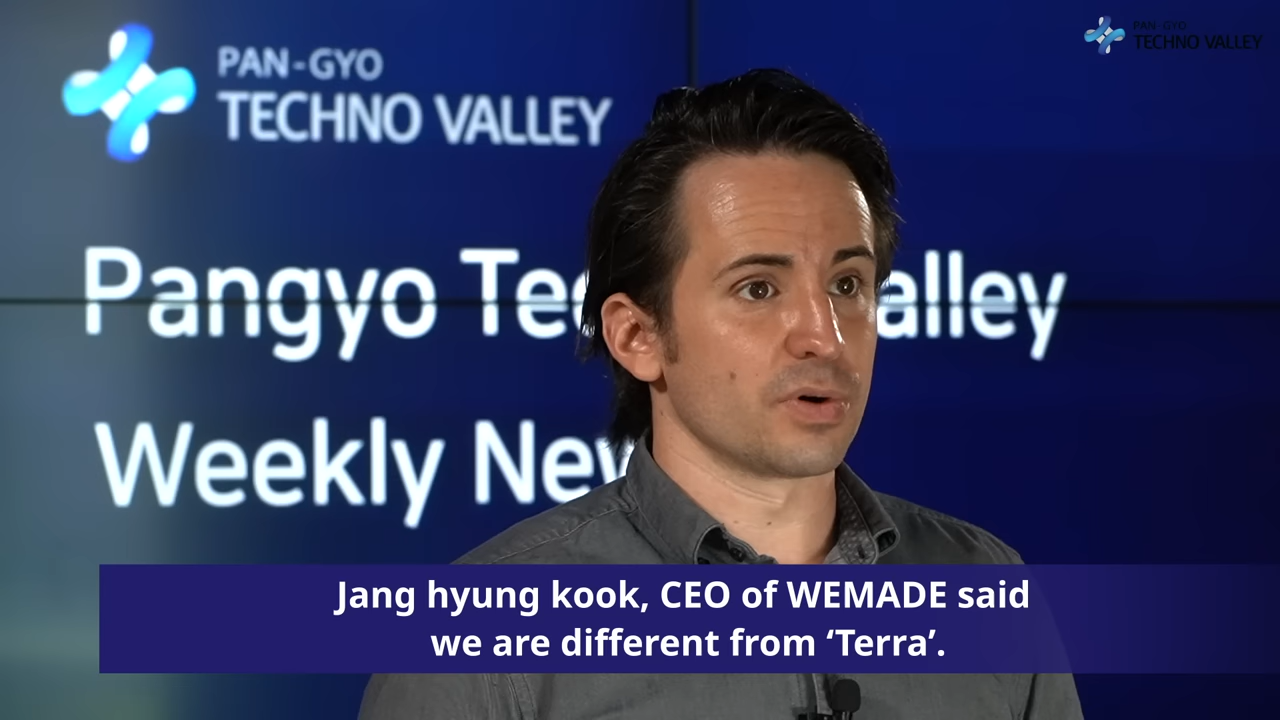 PAN-GYO
TECHNO VALLEY
PAN-GYO
TECHNO VALLEY
Pangyo Te alley
Weekly Ne
Jang hyung kook, CEO of WEMADE said
we are different from ‘Terra’.